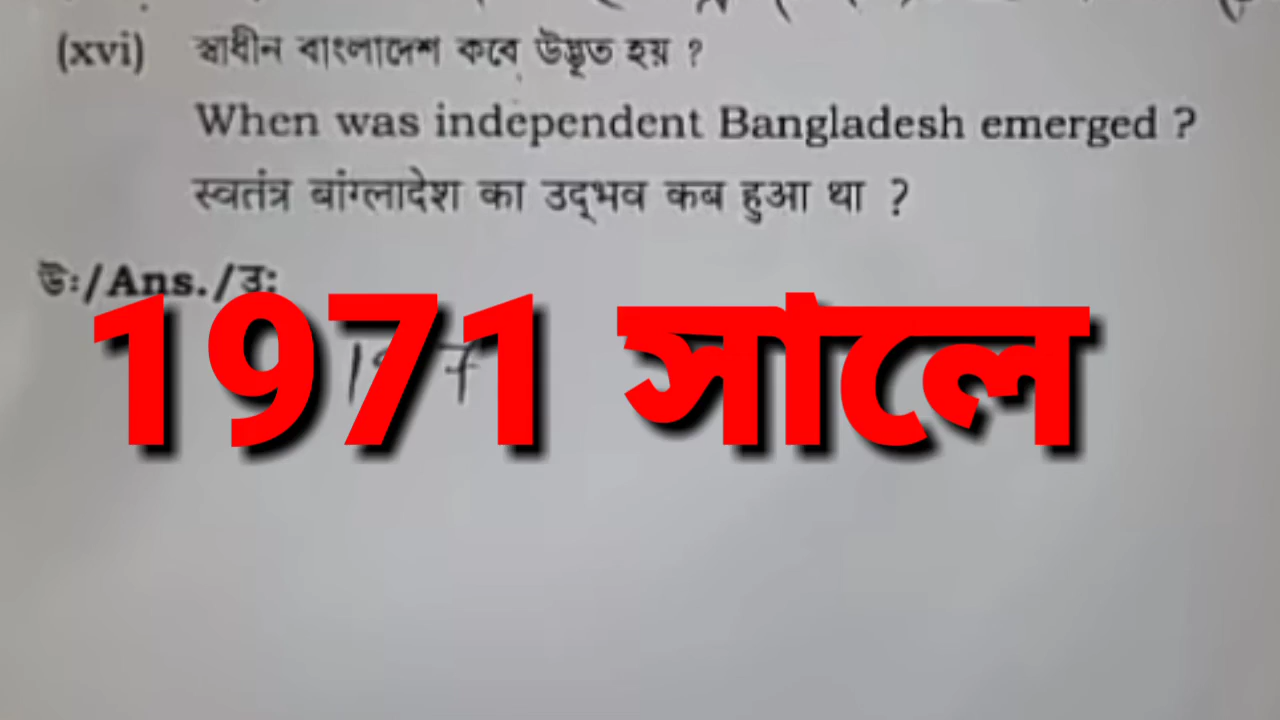 (xvi) স্বাধীন বাংলাদেশ কবে উদ্ভূত হয় ?
When was independent Bangladesh emerged ?
स्वतंत्र बांग्लादेश का उद्‌भव कब हुआ था ?
উঃ/Ans./उ:
1971 সালে